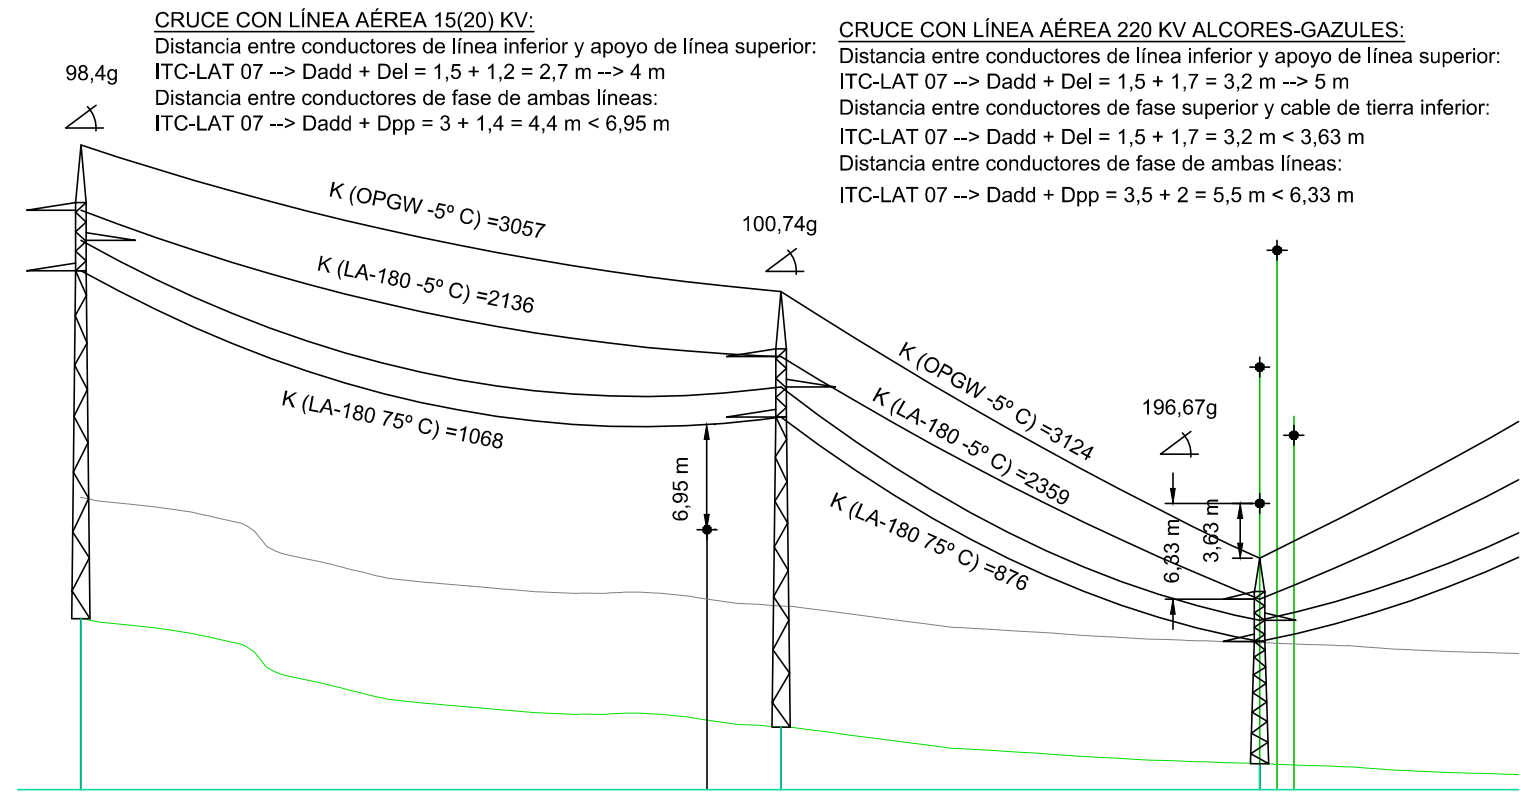 CRUCE CON LÍNEA AÉREA 15(20) KV:
Distancia entre conductores de línea inferior y apoyo de línea superior:
ITC-LAT 07 --> Dadd + Del = 1,5 + 1,2 = 2,7 m --> 4 m
Distancia entre conductores de fase de ambas líneas:
ITC-LAT 07 --> Dadd + Dpp = 3 + 1,4 = 4,4 m < 6,95 m
CRUCE CON LÍNEA AÉREA 220 KV ALCORES-GAZULES:
Distancia entre conductores de línea inferior y apoyo de línea superior:
ITC-LAT 07 --> Dadd + Del = 1,5 + 1,7 = 3,2 m --> 5 m
Distancia entre conductores de fase superior y cable de tierra inferior:
ITC-LAT 07 --> Dadd + Del = 1,5 + 1,7 = 3,2 m < 3,63 m
Distancia entre conductores de fase de ambas líneas:
ITC-LAT 07 --> Dadd + Dpp = 3,5 + 2 = 5,5 m < 6,33 m
98,4g
K (OPGW -5º C) =3057
K (LA-180 -5º C) =2136
K (LA-180 75º C) =1068
100,74g
6,95 m
K (OPGW -5º C) =3124
K (LA-180 -5º C) =2359
K (LA-180 75º C) =876
196,67g
6,33 m
3,63 m